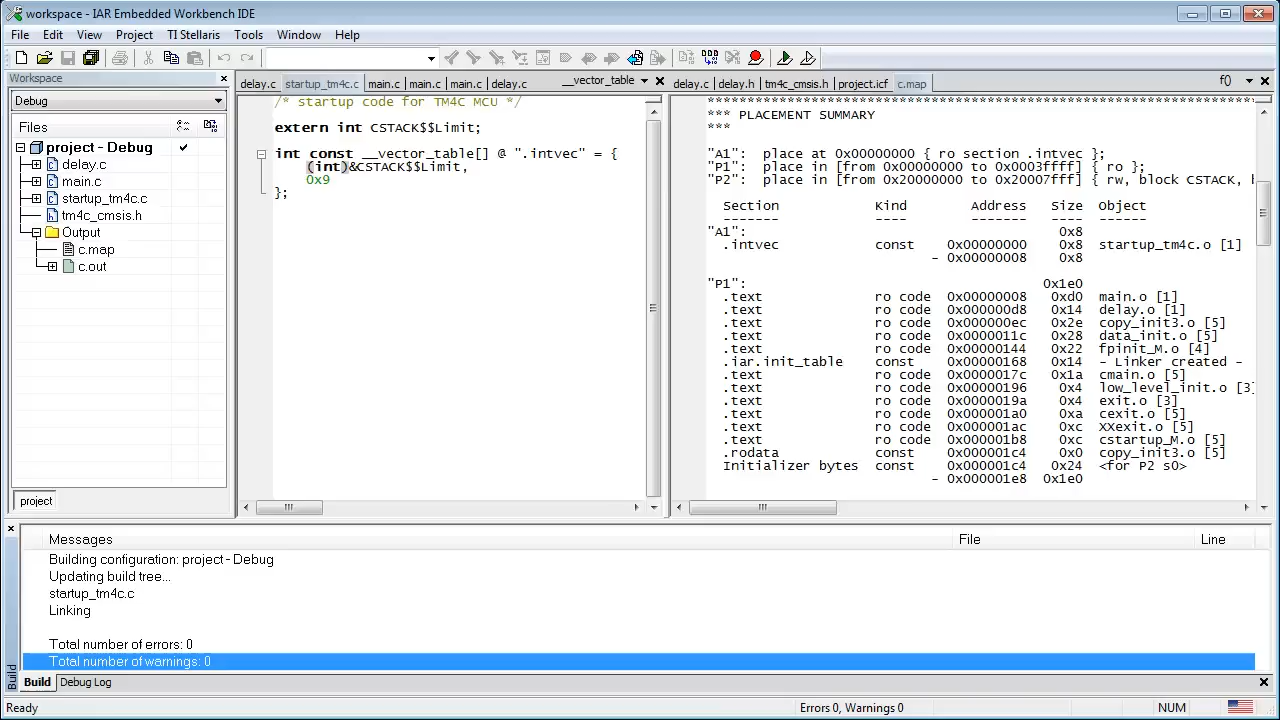 workspace - IAR Embedded Workbench IDE
File Edit View Project TI Stellaris Tools Window Help
Workspace
Debug
Files
project - Debug
delay.c
main.c
startup_tm4c.c
tm4c_cmsis.h
Output
c.map
c.out
project
delay.c startup_tm4c.c main.c main.c main.c delay.c __vector_table
/* startup code for TM4C MCU */
extern int CSTACK$$Limit;
int const __vector_table[] @ ".intvec" = {
(int)&CSTACK$$Limit,
0x9
};
delay.c delay.h tm4c_cmsis.h project.icf c.map f()
*** PLACEMENT SUMMARY
***
"A1": place at 0x00000000 { ro section .intvec };
"P1": place in [from 0x00000000 to 0x0003ffff] { ro };
"P2": place in [from 0x20000000 to 0x20007fff] { rw, block CSTACK,
Section Kind Address Size Object
------- ---- ------- ---- ------
"A1": 0x8
.intvec const 0x00000000 0x8 startup_tm4c.o [1]
- 0x00000008 0x8
"P1": 0x1e0
.text ro code 0x00000008 0xd0 main.o [1]
.text ro code 0x000000d8 0x14 delay.o [1]
.text ro code 0x000000ec 0x2e copy_init3.o [5]
.text ro code 0x0000011c 0x28 data_init.o [5]
.text ro code 0x00000144 0x22 fpinit_M.o [4]
.iar.init_table const 0x00000168 0x14 - Linker created -
.text ro code 0x0000017c 0x1a cmain.o [5]
.text ro code 0x00000196 0x4 low_level_init.o [3]
.text ro code 0x0000019a 0x4 exit.o [3]
.text ro code 0x000001a0 0xa cexit.o [5]
.text ro code 0x000001ac 0xc XXexit.o [5]
.text ro code 0x000001b8 0xc cstartup_M.o [5]
.rodata const 0x000001c4 0x0 copy_init3.o [5]
Initializer bytes const 0x000001c4 0x24 <for P2 s0>
- 0x000001e8 0x1e0
Messages File Line
Building configuration: project - Debug
Updating build tree...
startup_tm4c.c
Linking
Total number of errors: 0
Total number of warnings: 0
Build
Build Debug Log
Ready Errors 0, Warnings 0 NUM